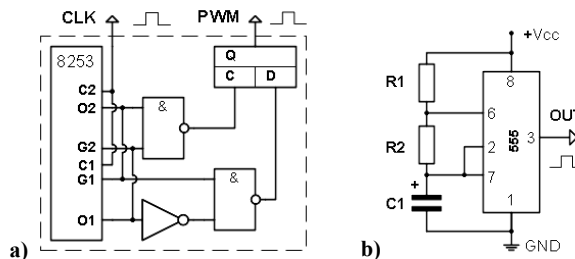 CLK
PWM
8253
C2
O2
G2
C1
G1
O1
&
&
Q
C D
a)
+Vcc
R1
R2
C1
+
8
6
2
7
555
3
1
OUT
GND
b)